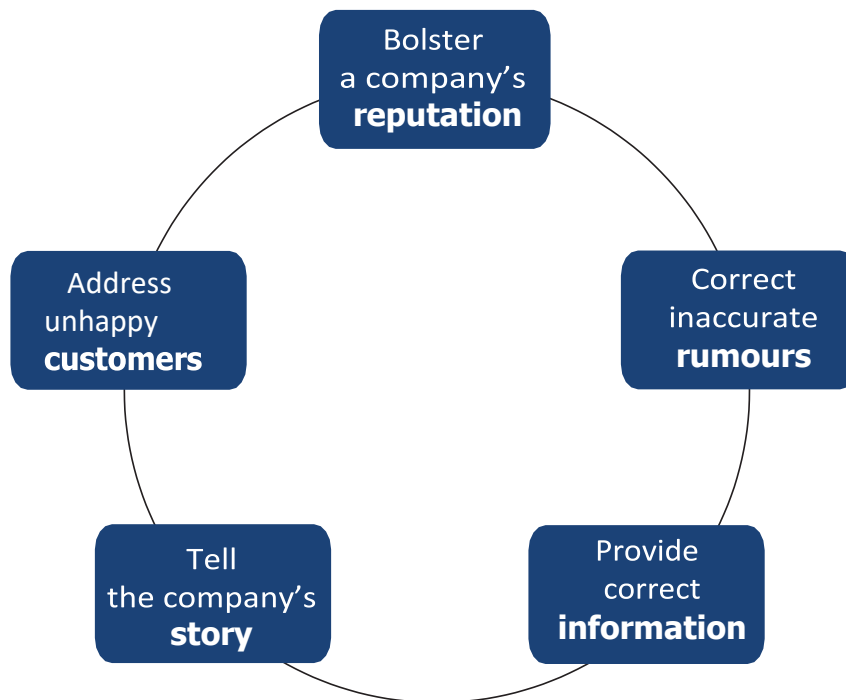 Bolster
a company’s
reputation
Address
unhappy
customers
Correct
inaccurate
rumours
Tell
the company’s
story
Provide
correct
information